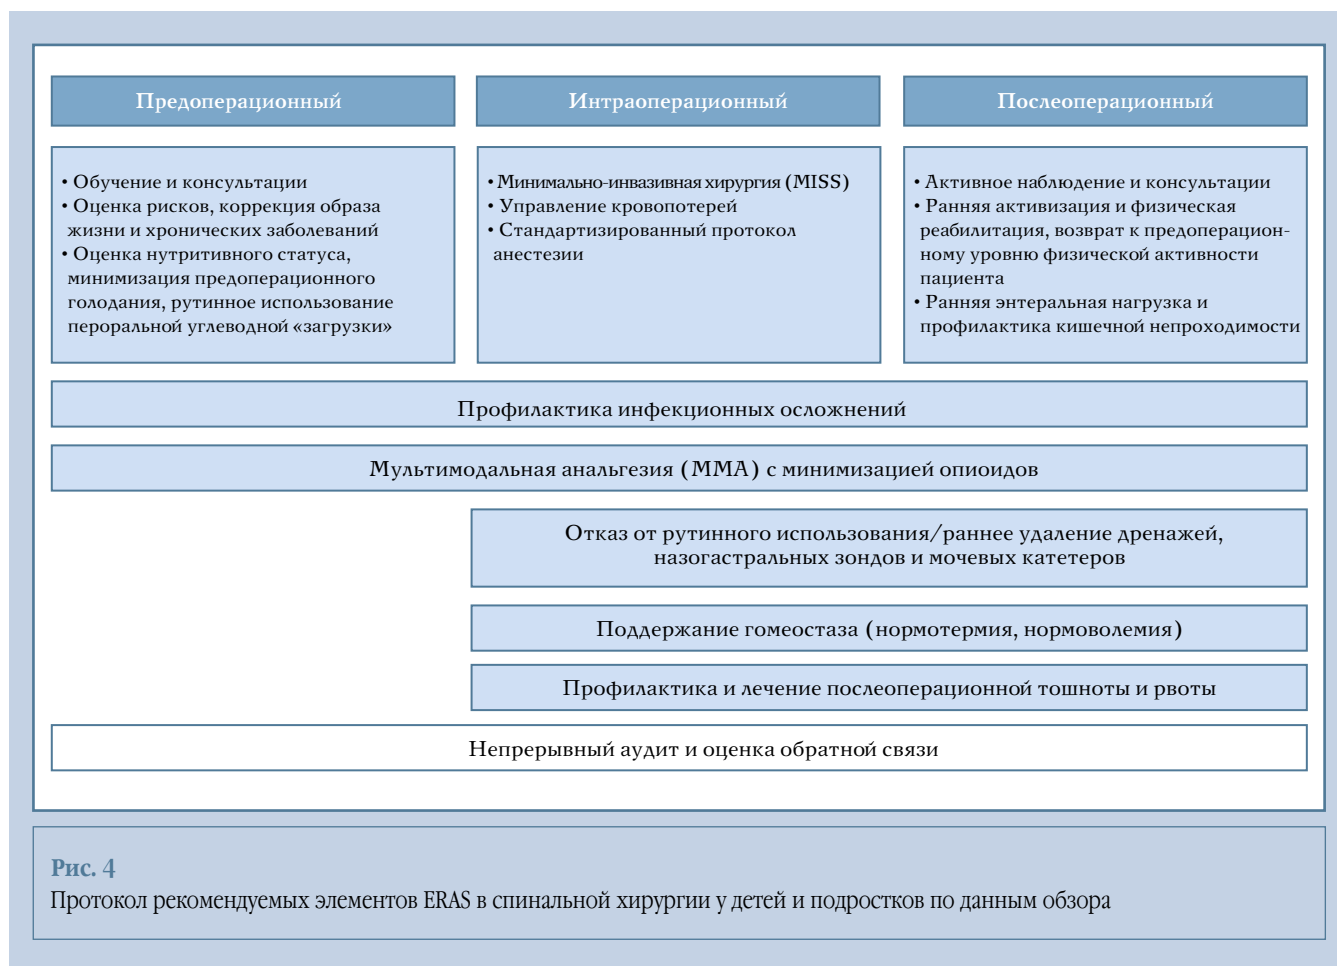 Предоперационный
Интраоперационный
Послеоперационный
• Обучение и консультации
• Оценка рисков, коррекция образа
жизни и хронических заболеваний
• Оценка нутритивного статуса,
минимизация предоперационного
голодания, рутинное использование
пероральной углеводной «загрузки»
• Минимально-инвазивная хирургия (MISS)
• Управление кровопотерей
• Стандартизированный протокол
анестезии
• Активное наблюдение и консультации
• Ранняя активизация и физическая
реабилитация, возврат к предоперацион-
ному уровню физической активности
пациента
• Ранняя энтеральная нагрузка и
профилактика кишечной непроходимости
Профилактика инфекционных осложнений
Мультимодальная анальгезия (ММА) с минимизацией опиоидов
Отказ от рутинного использования/раннее удаление дренажей,
назогастральных зондов и мочевых катетеров
Поддержание гомеостаза (нормотермия, нормоволемия)
Профилактика и лечение послеоперационной тошноты и рвоты
Непрерывный аудит и оценка обратной связи
Рис. 4
Протокол рекомендуемых элементов ERAS в спинальной хирургии у детей и подростков по данным обзора